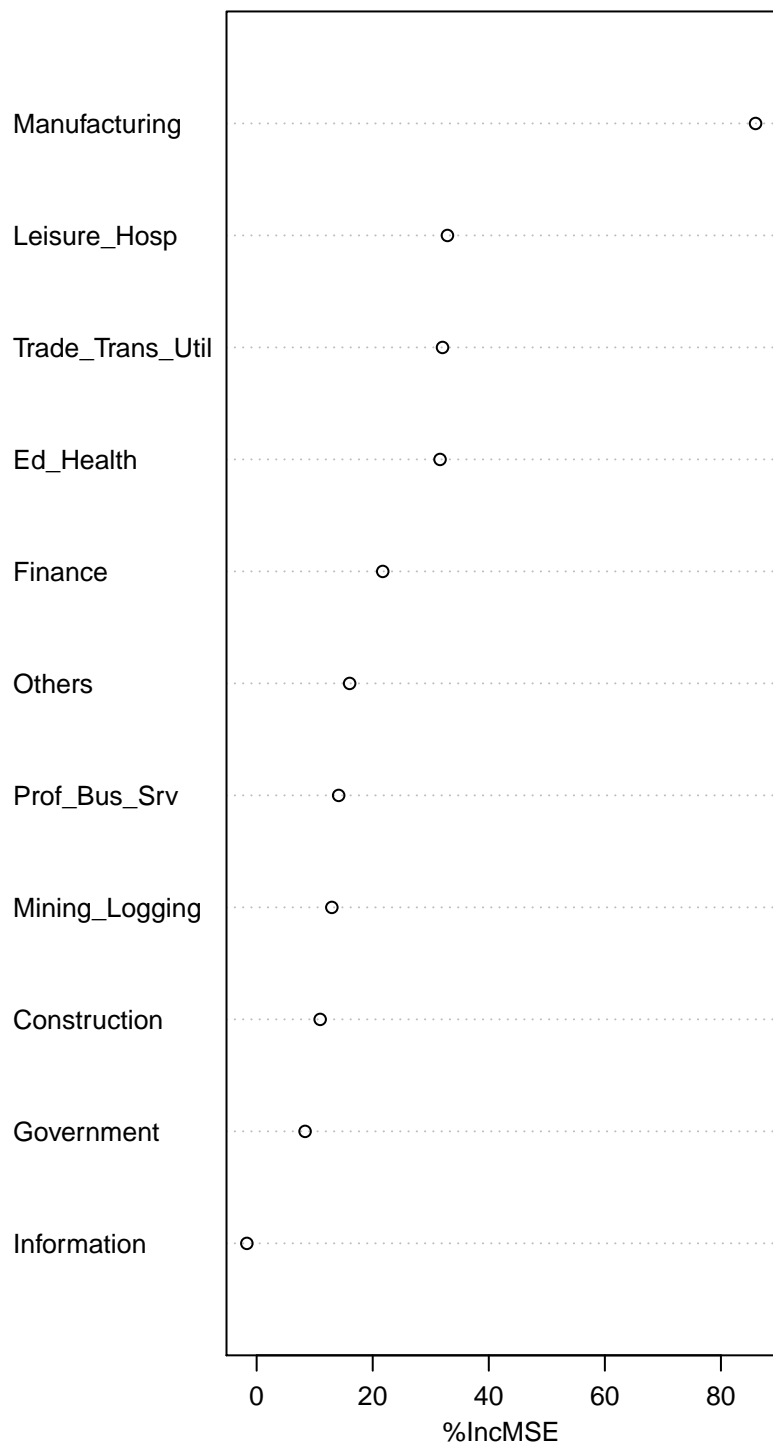 Manufacturing
Leisure_Hosp
Trade_Trans_Util
Ed_Health
Finance
Others
Prof_Bus_Srv
Mining_Logging
Construction
Government
Information
0 20 40 60 80
%IncMSE